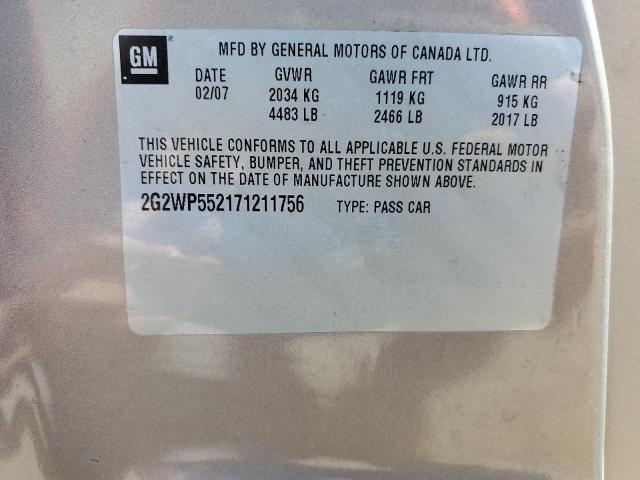 GM MFD BY GENERAL MOTORS OF CANADA LTD.
DATE GVWR GAWR FRT GAWR RR
02/07 2034 KG 1119 KG 915 KG
4483 LB 2466 LB 2017 LB
THIS VEHICLE CONFORMS TO ALL APPLICABLE U.S. FEDERAL MOTOR
VEHICLE SAFETY, BUMPER, AND THEFT PREVENTION STANDARDS IN
EFFECT ON THE DATE OF MANUFACTURE SHOWN ABOVE.
2G2WP552171211756 TYPE: PASS CAR